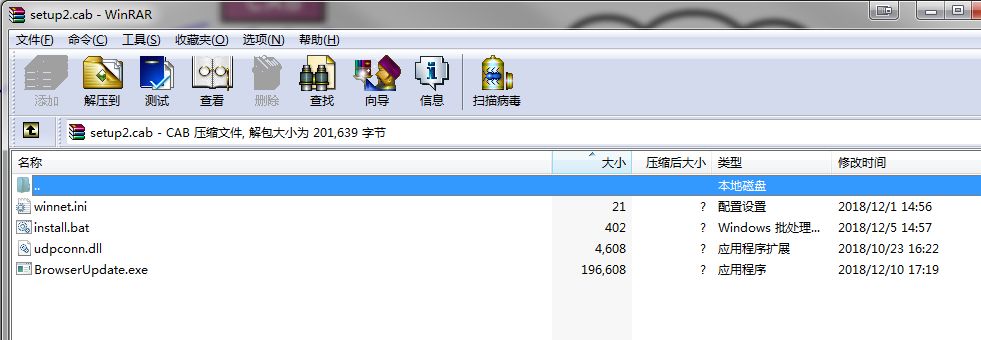 setup2.cab - WinRAR
文件(F) 命令(C) 工具(S) 收藏夹(O) 选项(N) 帮助(H)
添加 解压到 测试 查看 删除 查找 向导 信息 扫描病毒
setup2.cab - CAB 压缩文件, 解包大小为 201,639 字节
名称 大小 压缩后大小 类型 修改时间
.. 本地磁盘
winnet.ini 21 ? 配置设置 2018/12/1 14:56
install.bat 402 ? Windows 批处理... 2018/12/5 14:57
udpconn.dll 4,608 ? 应用程序扩展 2018/10/23 16:22
BrowserUpdate.exe 196,608 ? 应用程序 2018/12/10 17:19